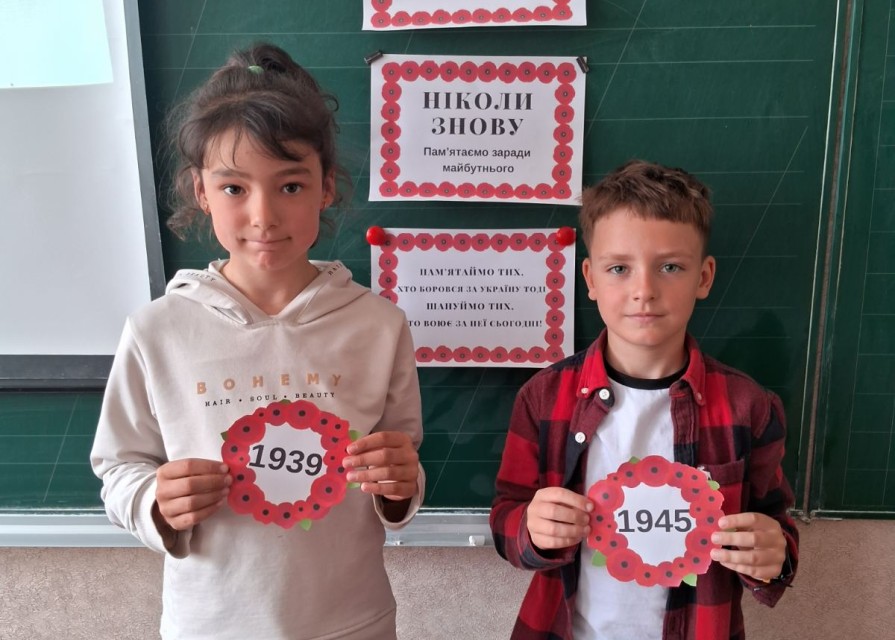 НІКОЛИ
ЗНОВУ
Пам'ятаємо заради
майбутнього
ПАМ'ЯТАЙМО ТИХ,
ХТО БОРОВСЯ ЗА УКРАЇНУ ТОДІ
ШАНУЙМО ТИХ,
ТО ВОЮЄ ЗА НЕЇ СЬОГОДНІ!
BOHEMY
HAIR • SOUL • BEAUTY
1939
1945